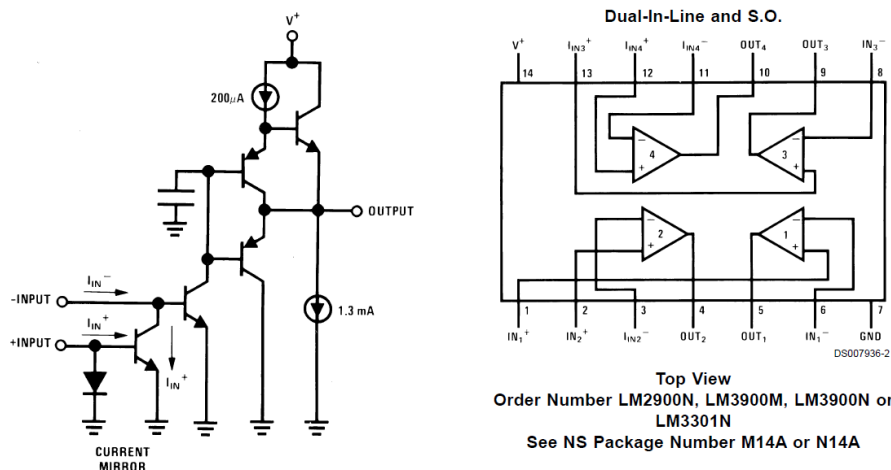 V+
200μA
OUTPUT
IIN−
-INPUT
IIN+
+INPUT
IIN+
1.3 mA
CURRENT
MIRROR
Dual-In-Line and S.O.
V+ IIN3+ IIN4+ IIN4− OUT4 OUT3 IN3−
14 13 12 11 10 9 8
− + 4
− + 3
− + 2
− + 1
1 2 3 4 5 6 7
IN1+ IN2+ IIN2− OUT2 OUT1 IN1− GND
DS007936-2
Top View
Order Number LM2900N, LM3900M, LM3900N or
LM3301N
See NS Package Number M14A or N14A